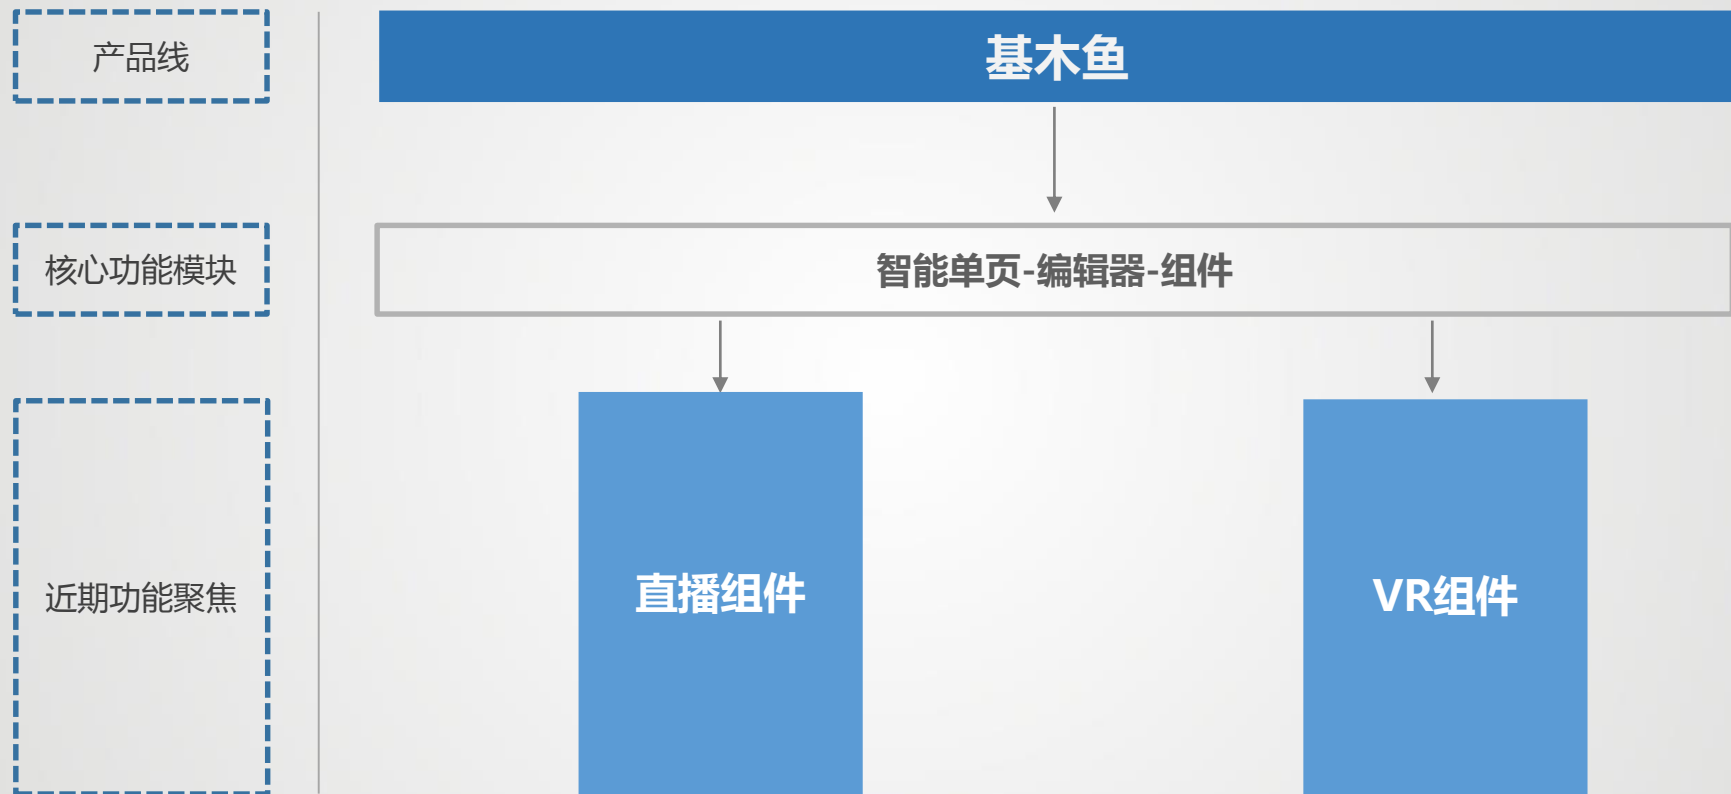 产品线
基木鱼
核心功能模块
智能单页-编辑器-组件
近期功能聚焦
直播组件
VR组件